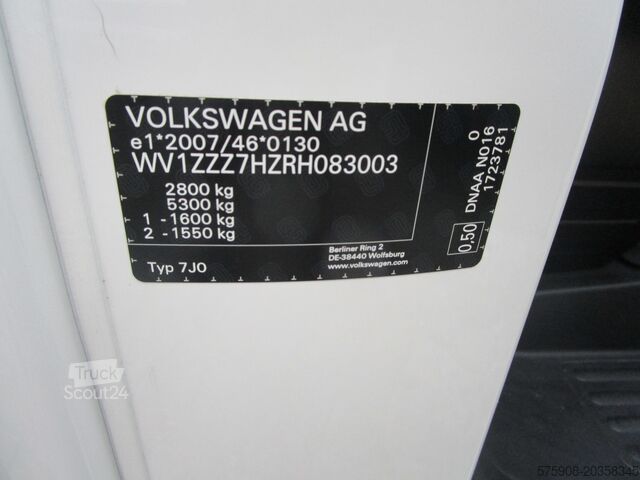 VOLKSWAGEN AG
e1*2007/46*0130
WV1ZZZ7HZRH083003
2800 kg
5300 kg
1 - 1600 kg
2 - 1550 kg
Typ 7J0
Berliner Ring 2
DE-38440 Wolfsburg
www.volkswagen.com
0,50
DNAA N016
1723781
0
Truck
Scout24
575908-20358345